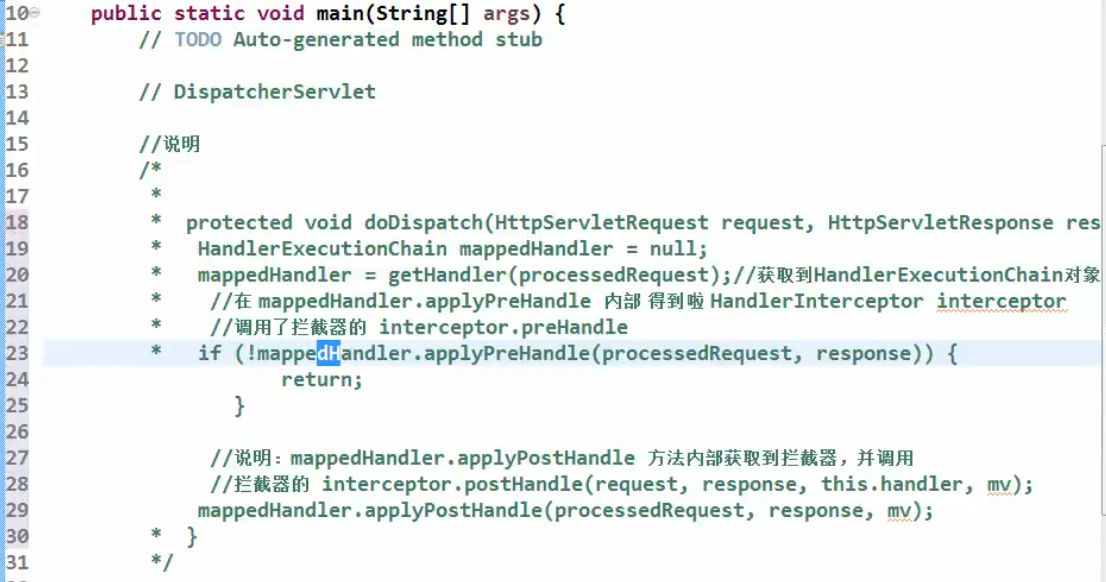 10 public static void main(String[] args) {
11 // TODO Auto-generated method stub
12
13 // DispatcherServlet
14
15 //说明
16 /*
17 *
18 * protected void doDispatch(HttpServletRequest request, HttpServletResponse res
19 * HandlerExecutionChain mappedHandler = null;
20 * mappedHandler = getHandler(processedRequest);//获取到HandlerExecutionChain对象
21 * //在 mappedHandler.applyPreHandle 内部 得到啦 HandlerInterceptor interceptor
22 * //调用了拦截器的 interceptor.preHandle
23 * if (!mappedHandler.applyPreHandle(processedRequest, response)) {
24 return;
25 }
26
27 //说明：mappedHandler.applyPostHandle 方法内部获取到拦截器，并调用
28 //拦截器的 interceptor.postHandle(request, response, this.handler, mv);
29 mappedHandler.applyPostHandle(processedRequest, response, mv);
30 * }
31 */